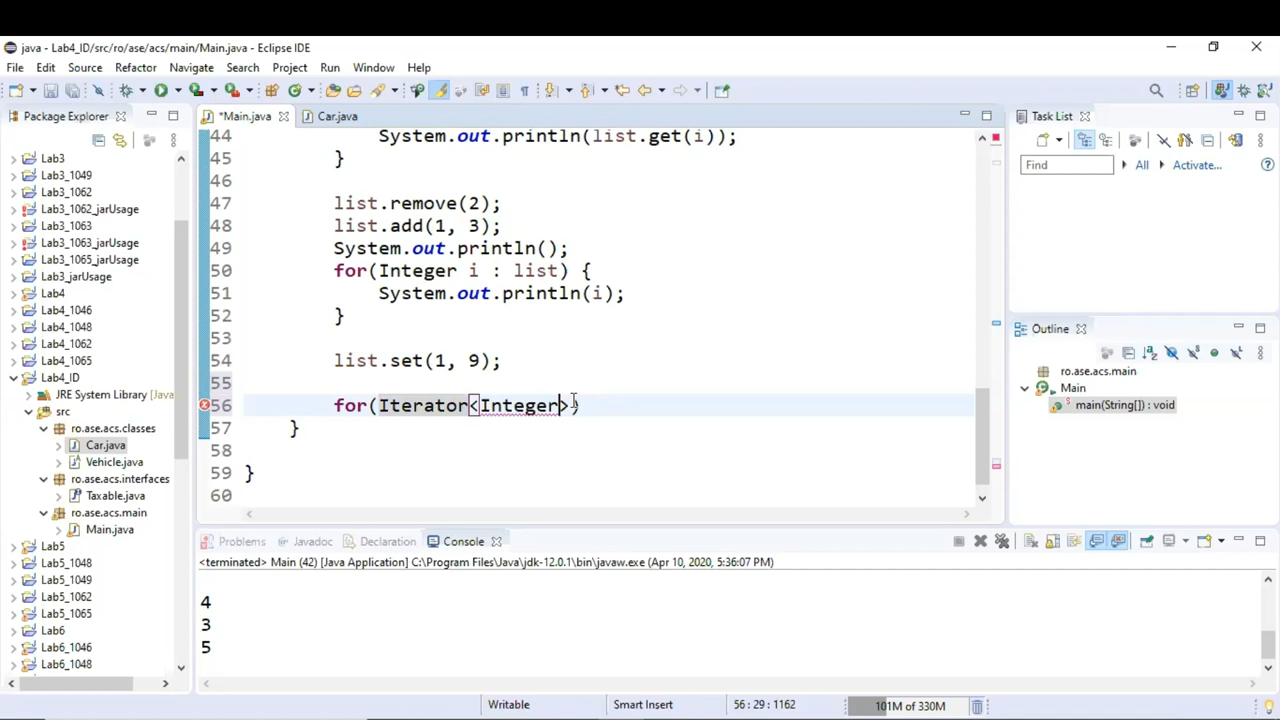 java - Lab4_ID/src/ro/ase/acs/main/Main.java - Eclipse IDE
File Edit Source Refactor Navigate Search Project Run Window Help
Package Explorer
Lab3
Lab3_1049
Lab3_1062
Lab3_1062_jarUsage
Lab3_1063
Lab3_1063_jarUsage
Lab3_1065_jarUsage
Lab3_jarUsage
Lab4
Lab4_1046
Lab4_1048
Lab4_1062
Lab4_1065
Lab4_ID
JRE System Library [Java
src
ro.ase.acs.classes
Car.java
Vehicle.java
ro.ase.acs.interfaces
Taxable.java
ro.ase.acs.main
Main.java
Lab5
Lab5_1048
Lab5_1049
Lab5_1062
Lab5_1065
Lab6
Lab6_1046
Lab6_1048
*Main.java Car.java
44 System.out.println(list.get(i));
45 }
46
47 list.remove(2);
48 list.add(1, 3);
49 System.out.println();
50 for(Integer i : list) {
51 System.out.println(i);
52 }
53
54 list.set(1, 9);
55
56 for(Iterator<Integer>)
57 }
58
59 }
60
Task List
Find All Activate...
Outline
ro.ase.acs.main
Main
main(String[]) : void
Problems Javadoc Declaration Console
<terminated> Main (42) [Java Application] C:\Program Files\Java\jdk-12.0.1\bin\javaw.exe (Apr 10, 2020, 5:36:07 PM)
4
3
5
Writable Smart Insert 56 : 29 : 1162 101M of 330M